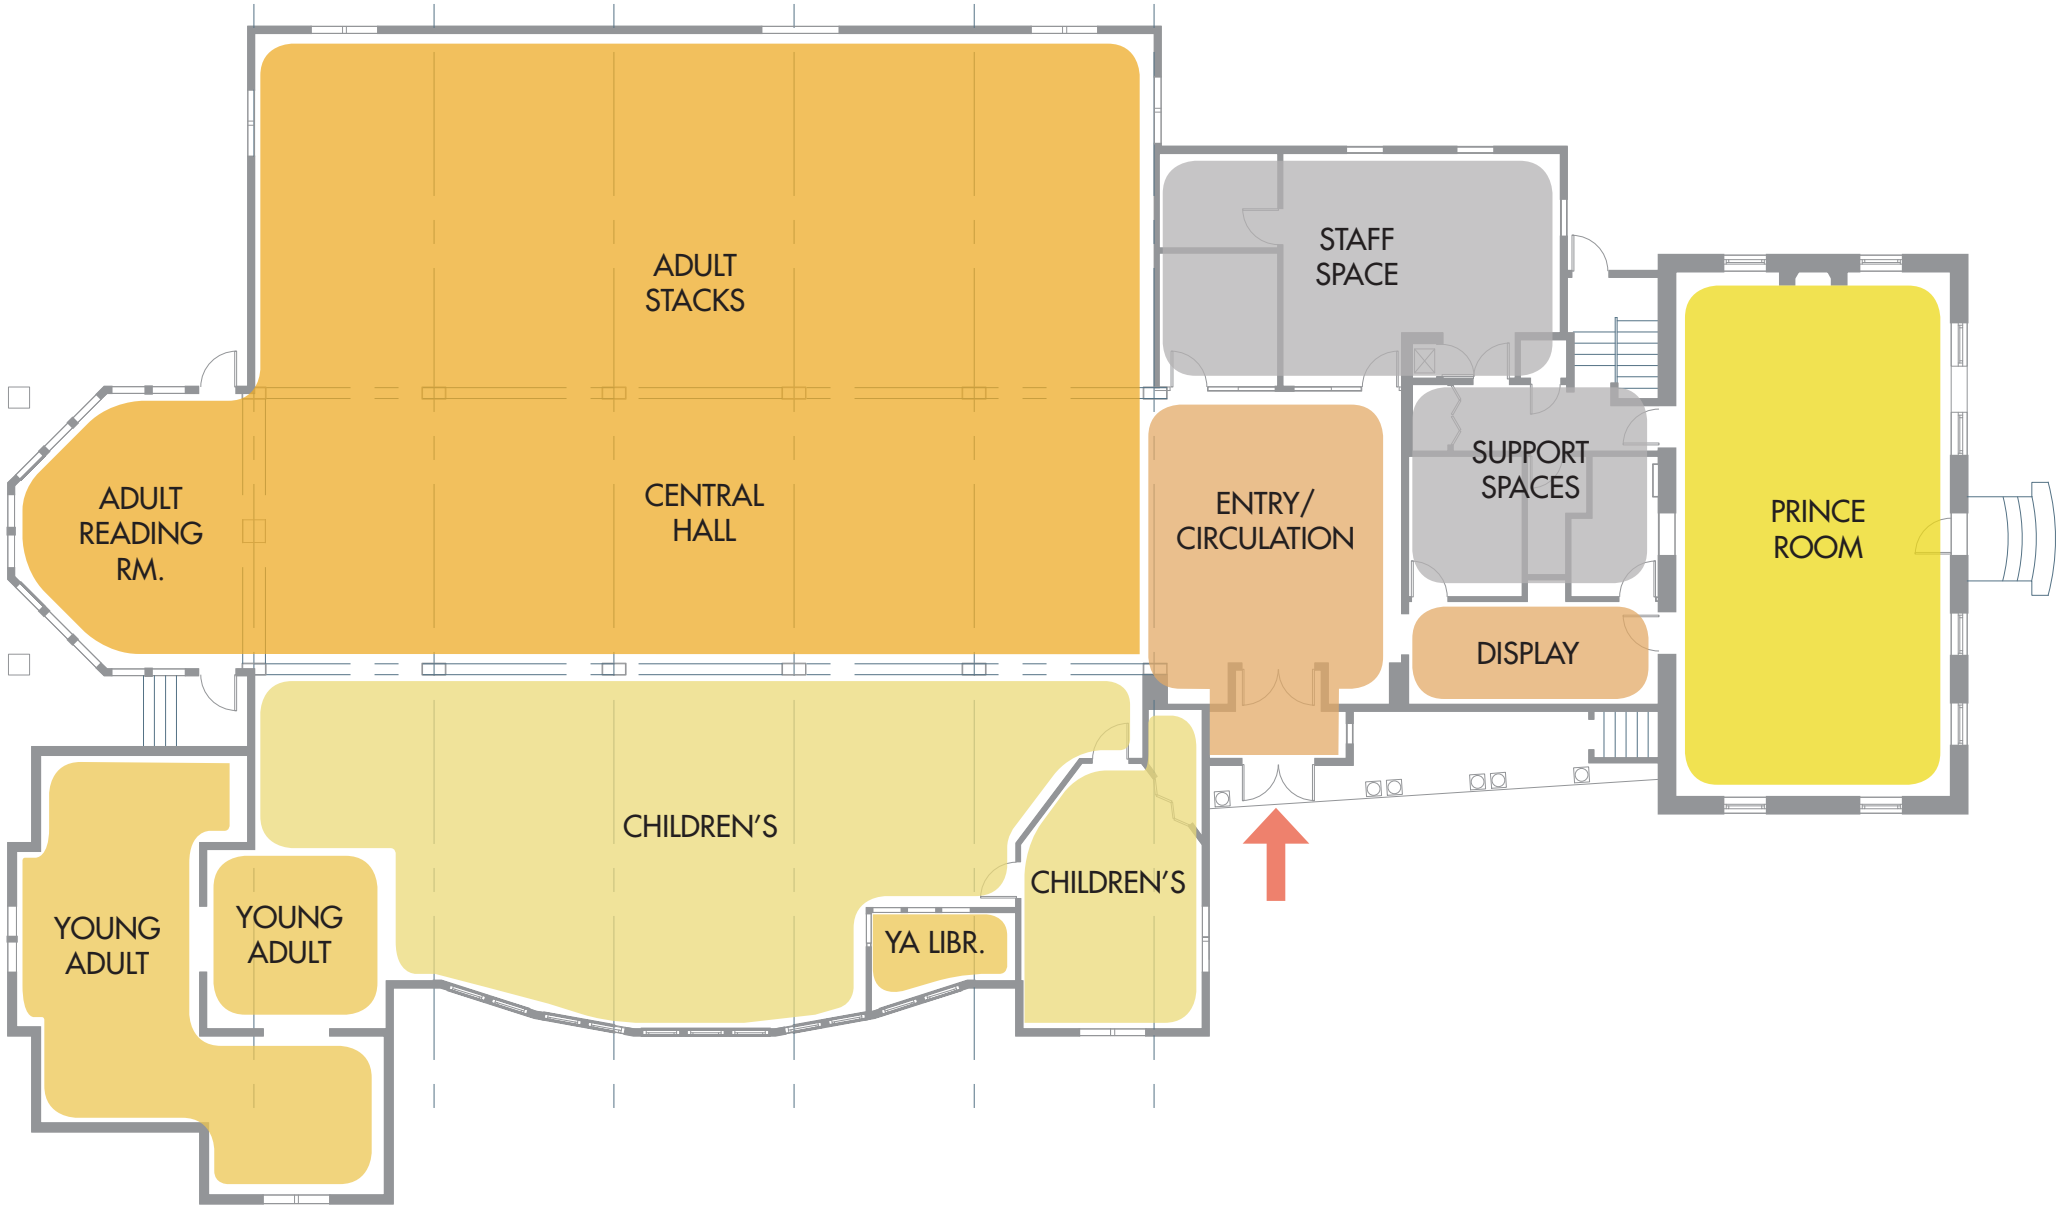 ADULT
STACKS
STAFF
SPACE
ADULT
READING
RM.
CENTRAL
HALL
ENTRY/
CIRCULATION
SUPPORT
SPACES
PRINCE
ROOM
DISPLAY
CHILDREN'S
CHILDREN'S
YOUNG
ADULT
YOUNG
ADULT
YA LIBR.